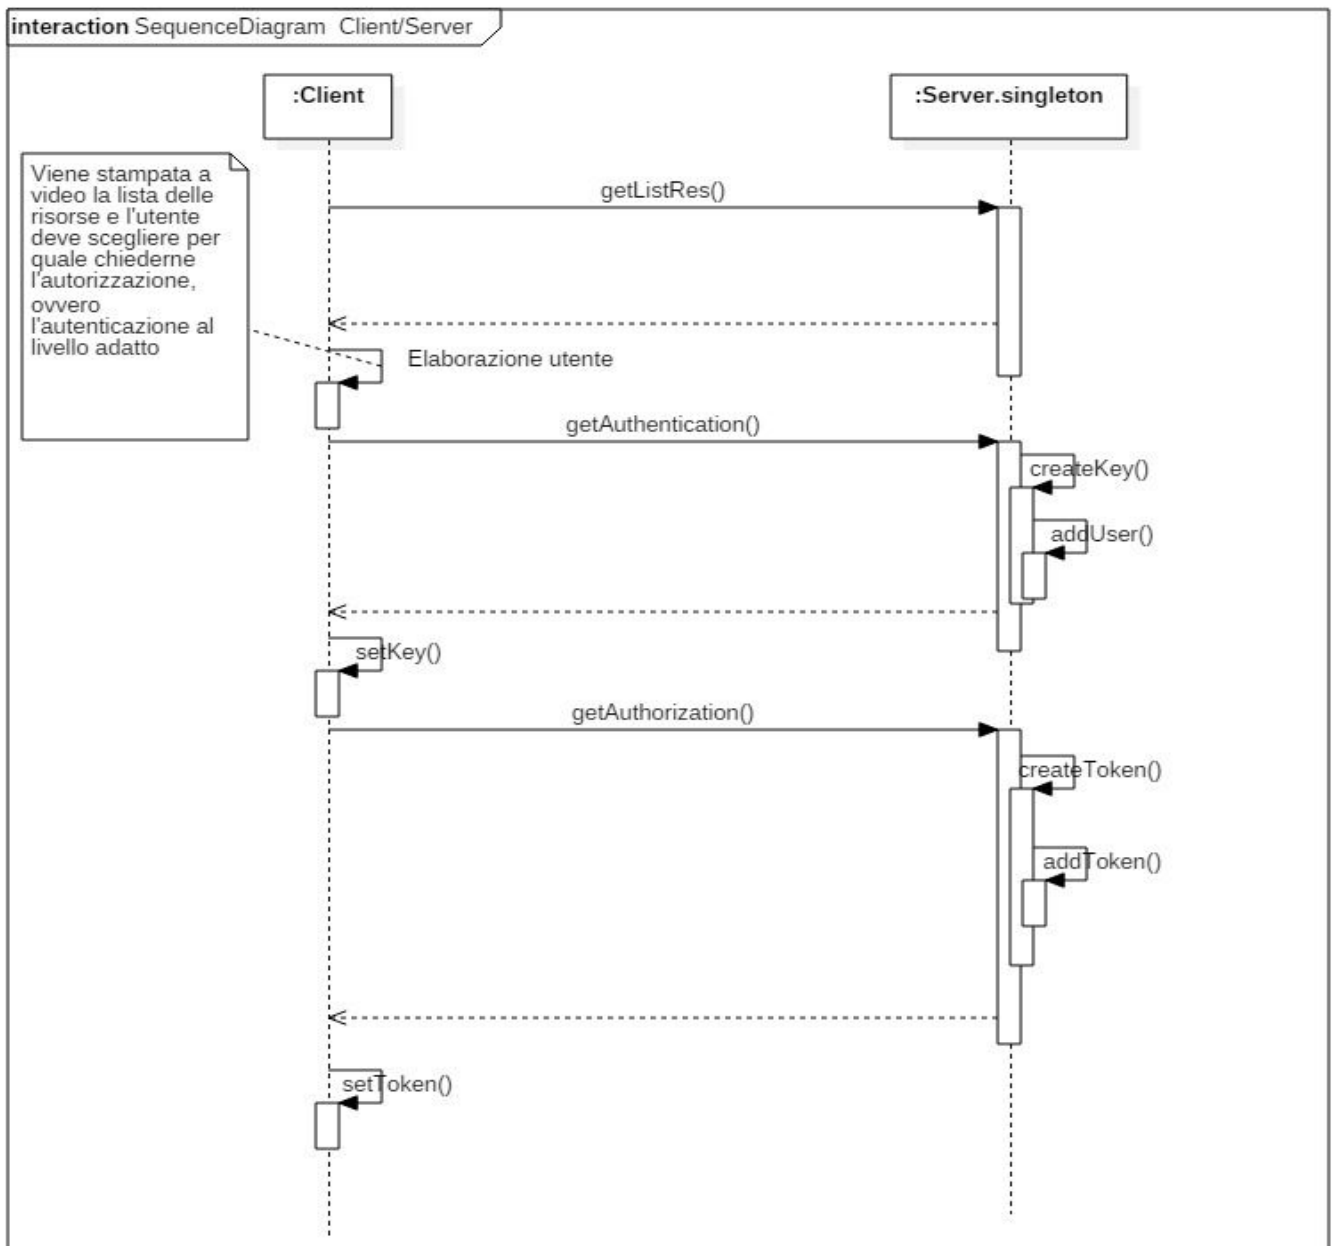 interaction SequenceDiagram Client/Server
:Client
:Server.singleton
Viene stampata a
video la lista delle
risorse e l'utente
deve scegliere per
quale chiederne
l'autorizzazione,
ovvero
l'autenticazione al
livello adatto
getListRes()
Elaborazione utente
getAuthentication()
createKey()
addUser()
setKey()
getAuthorization()
createToken()
addToken()
setToken()